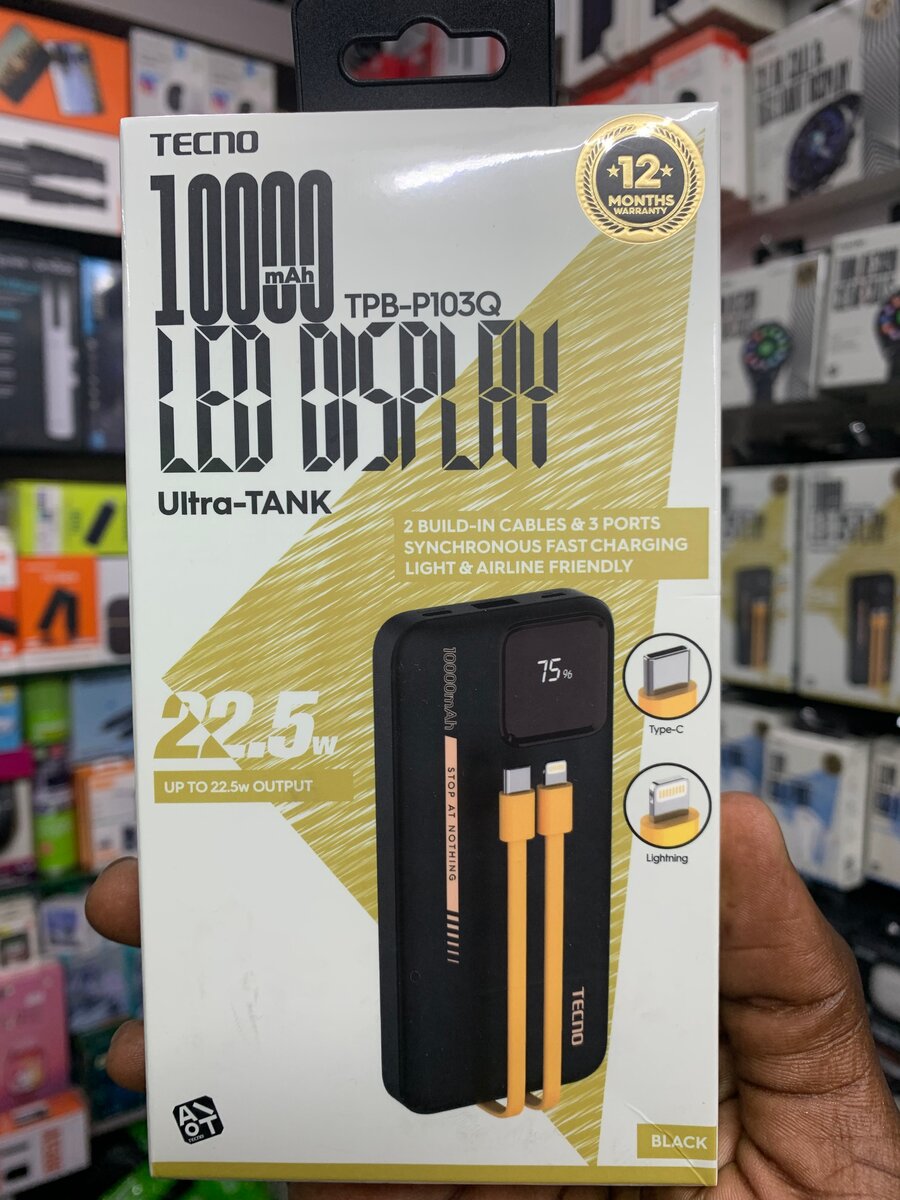 TECNO
12
MONTHS
WARRANTY
10000
mAh
TPB-P103Q
LED DISPLAY
Ultra-TANK
2 BUILD-IN CABLES & 3 PORTS
SYNCHRONOUS FAST CHARGING
LIGHT & AIRLINE FRIENDLY
10000mAh
75%
Type-C
22.5w
UP TO 22.5w OUTPUT
STOP AT NOTHING
Lightning
TECNO
AIOT
TECNO
BLACK